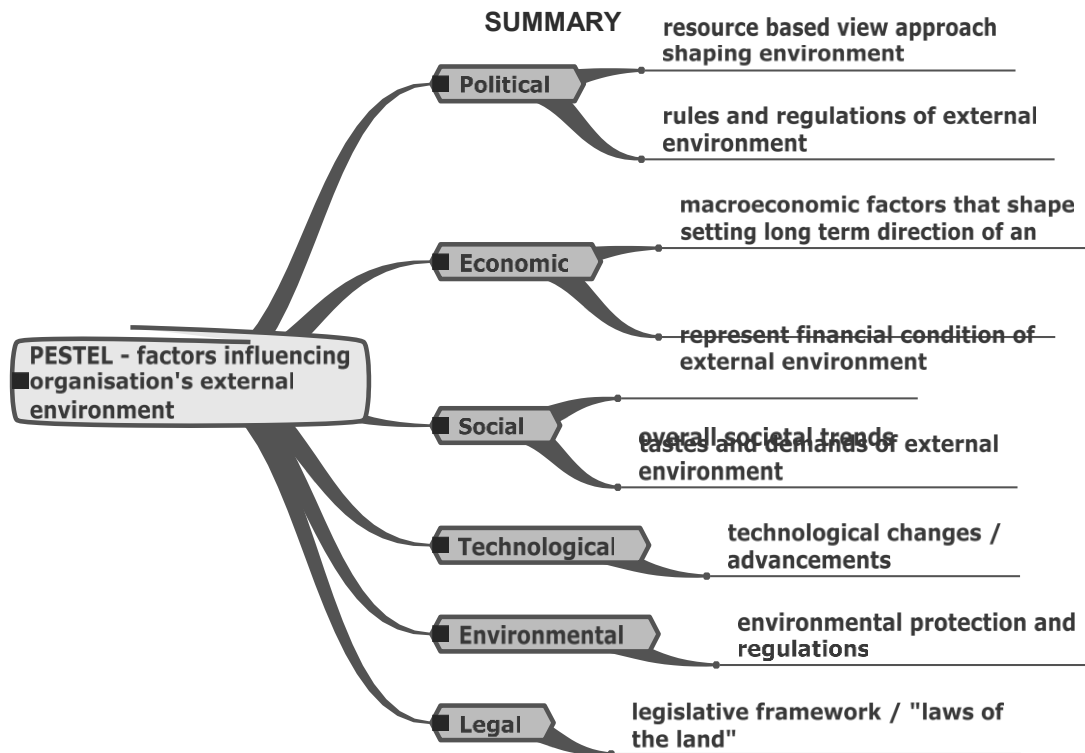 SUMMARY
resource based view approach
shaping environment
Political
rules and regulations of external
environment
macroeconomic factors that shape
setting long term direction of an
Economic
represent financial condition of
external environment
PESTEL - factors influencing
organisation's external
environment
Social
overall societal trends
tastes and demands of external
environment
Technological
technological changes /
advancements
Environmental
environmental protection and
regulations
Legal
legislative framework / "laws of
the land"